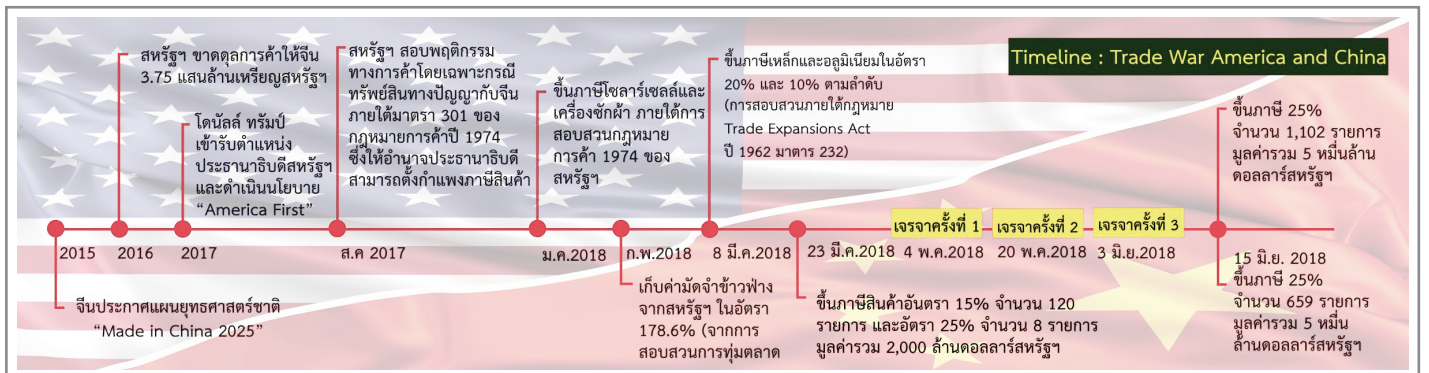 Timeline : Trade War America and China
สหรัฐฯ ขาดดุลการค้าให้จีน
3.75 แสนล้านเหรียญสหรัฐฯ
โดนัลล์ ทรัมป์
เข้ารับตำแหน่ง
ประธานาธิบดีสหรัฐฯ
และดำเนินนโยบาย
“America First”
สหรัฐฯ สอบพฤติกรรม
ทางการค้าโดยเฉพาะกรณี
ทรัพย์สินทางปัญญากับจีน
ภายใต้มาตรา 301 ของ
กฎหมายการค้าปี 1974
ซึ่งให้อำนาจประธานาธิบดี
สามารถตั้งกำแพงภาษีสินค้า
ขึ้นภาษีโซลาร์เซลล์และ
เครื่องซักผ้า ภายใต้การ
สอบสวนกฎหมาย
การค้า 1974 ของ
สหรัฐฯ
ขึ้นภาษีเหล็กและอลูมิเนียมในอัตรา
20% และ 10% ตามลำดับ
(การสอบสวนภายใต้กฎหมาย
Trade Expansions Act
ปี 1962 มาตาร 232)
ขึ้นภาษี 25%
จำนวน 1,102 รายการ
มูลค่ารวม 5 หมื่นล้าน
ดอลลาร์สหรัฐฯ
เจรจาครั้งที่ 1
เจรจาครั้งที่ 2
เจรจาครั้งที่ 3
2015
2016
2017
ส.ค 2017
ม.ค.2018
ก.พ.2018
8 มี.ค.2018
23 มี.ค.2018
4 พ.ค.2018
20 พ.ค.2018
3 มิ.ย.2018
15 มิ.ย. 2018
จีนประกาศแผนยุทธศาสตร์ชาติ
“Made in China 2025”
เก็บค่ามัดจำข้าวฟ่าง
จากสหรัฐฯ ในอัตรา
178.6% (จากการ
สอบสวนการทุ่มตลาด
ขึ้นภาษีสินค้าอันตรา 15% จำนวน 120
รายการ และอัตรา 25% จำนวน 8 รายการ
มูลค่ารวม 2,000 ล้านดอลลาร์สหรัฐฯ
ขึ้นภาษี 25%
จำนวน 659 รายการ
มูลค่ารวม 5 หมื่น
ล้านดอลลาร์สหรัฐฯ